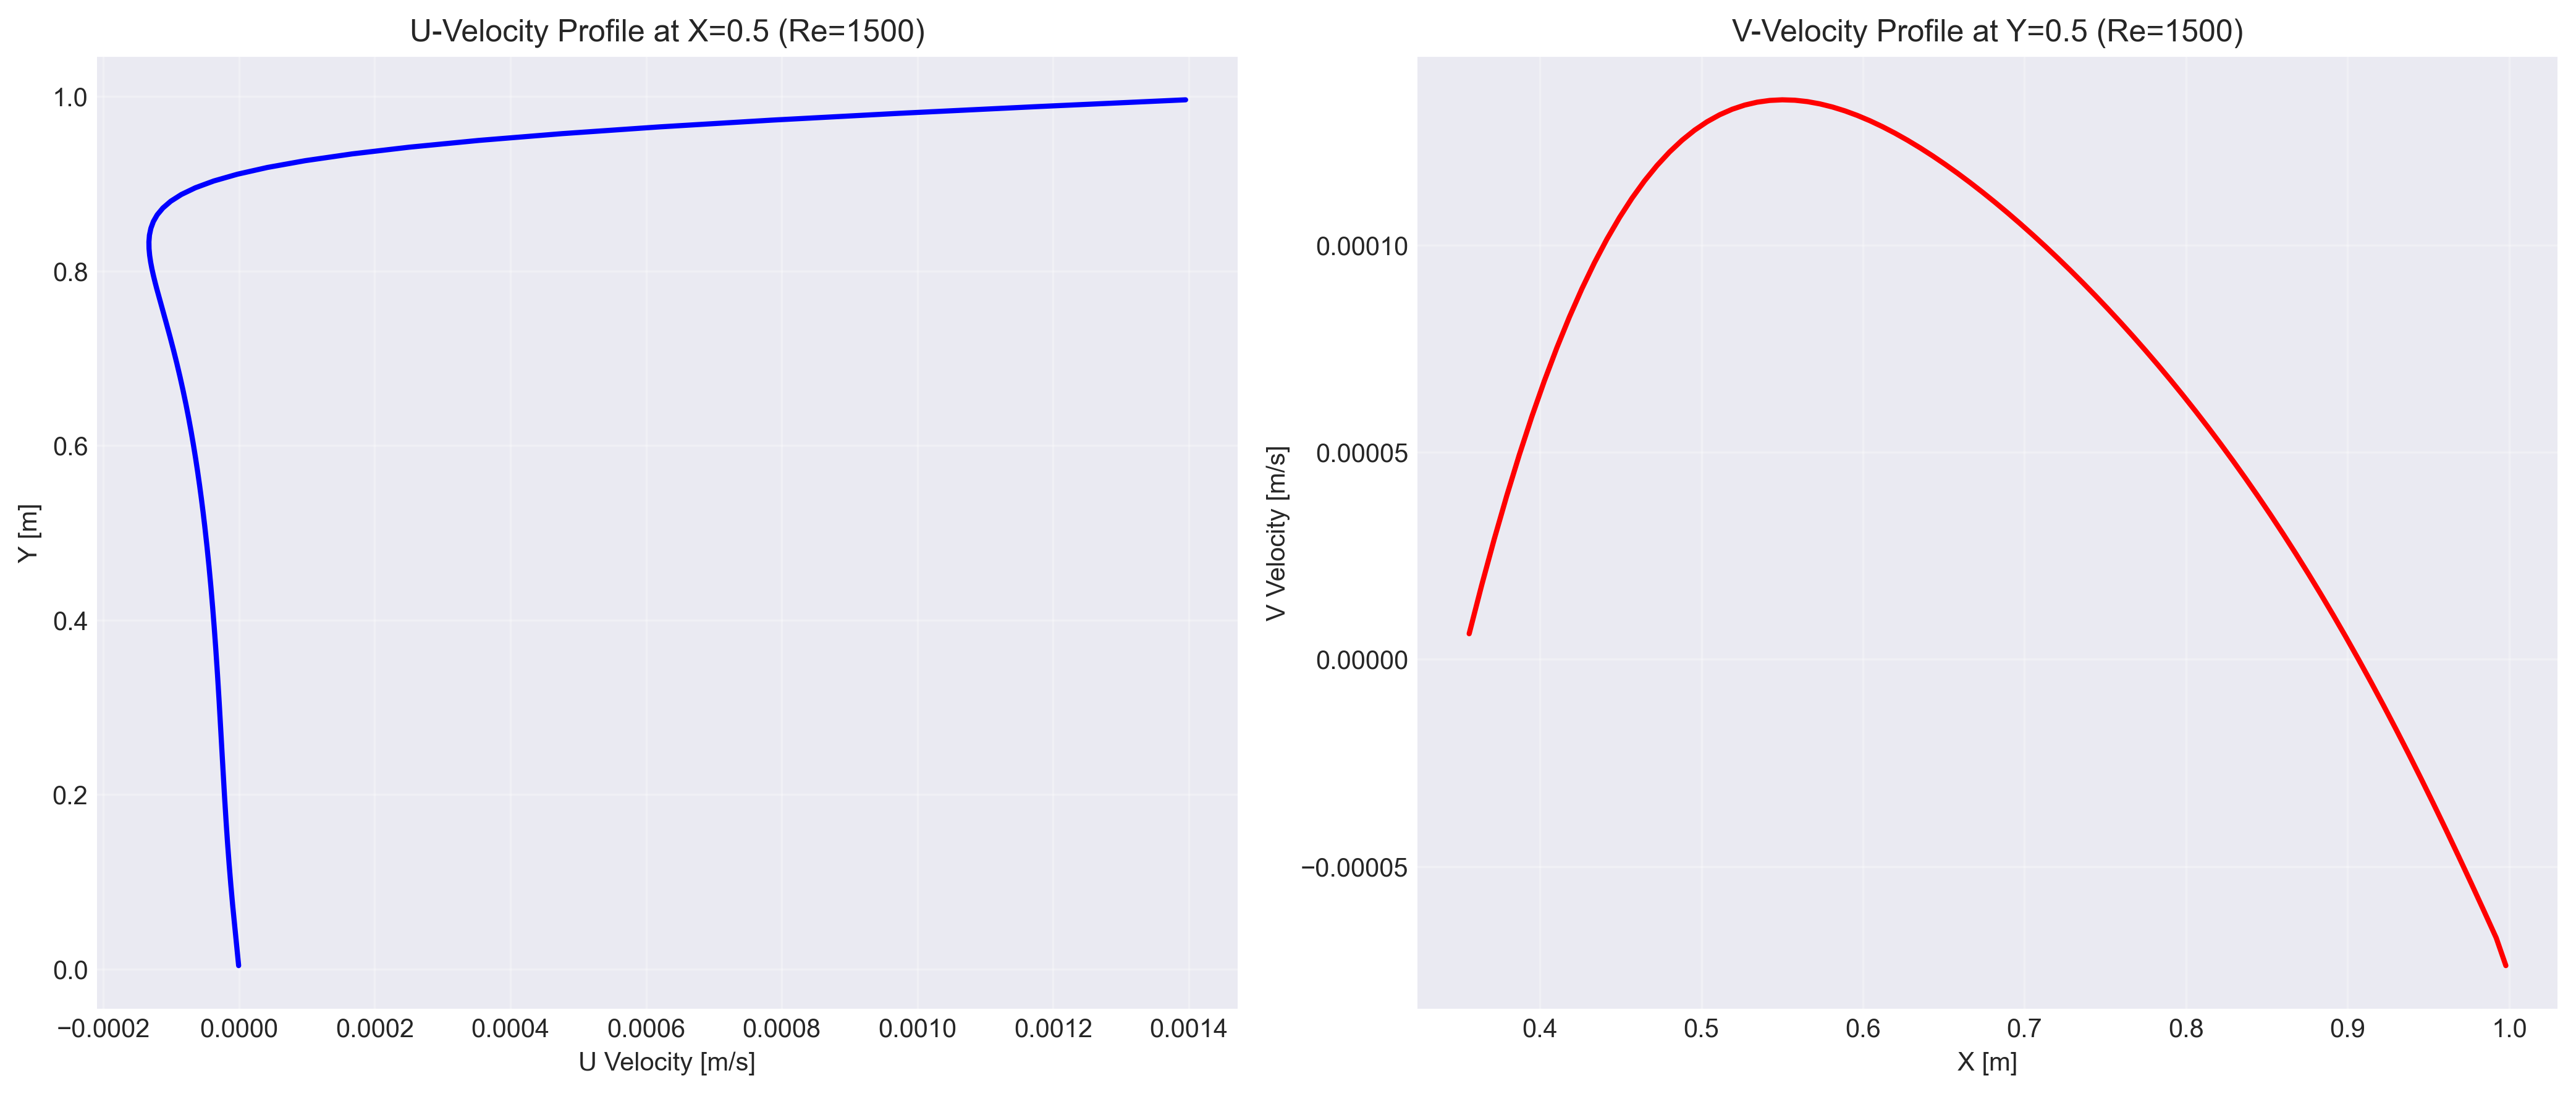 U-Velocity Profile at X=0.5 (Re=1500)
1.0
0.8
0.6
0.4
0.2
0.0
Y [m]
−0.0002 0.0000 0.0002 0.0004 0.0006 0.0008 0.0010 0.0012 0.0014
U Velocity [m/s]
V-Velocity Profile at Y=0.5 (Re=1500)
0.00010
0.00005
0.00000
−0.00005
V Velocity [m/s]
0.4 0.5 0.6 0.7 0.8 0.9 1.0
X [m]